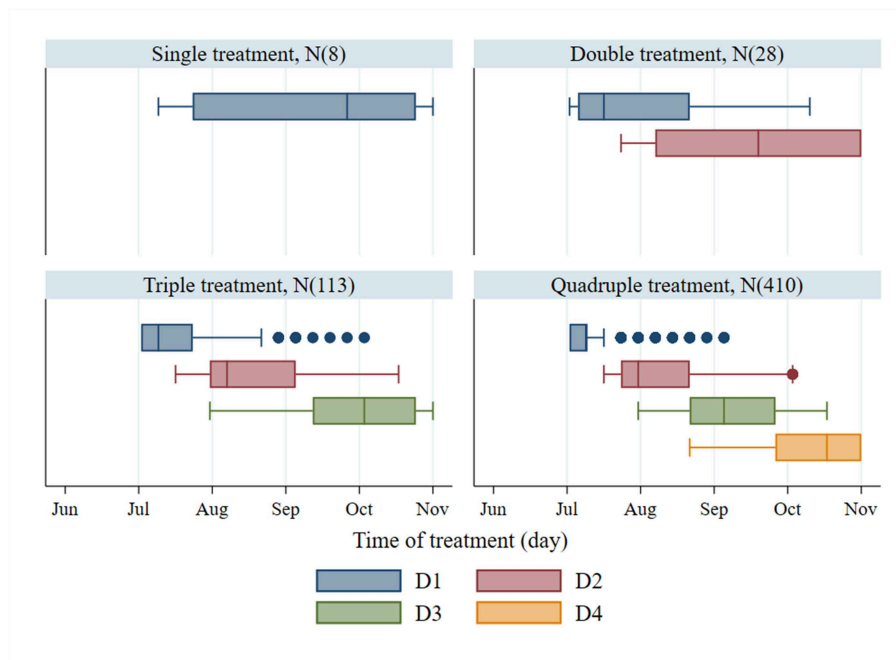 Single treatment, N(8)
Double treatment, N(28)
Triple treatment, N(113)
Quadruple treatment, N(410)
Jun Jul Aug Sep Oct Nov
Jun Jul Aug Sep Oct Nov
Time of treatment (day)
D1 D2
D3 D4